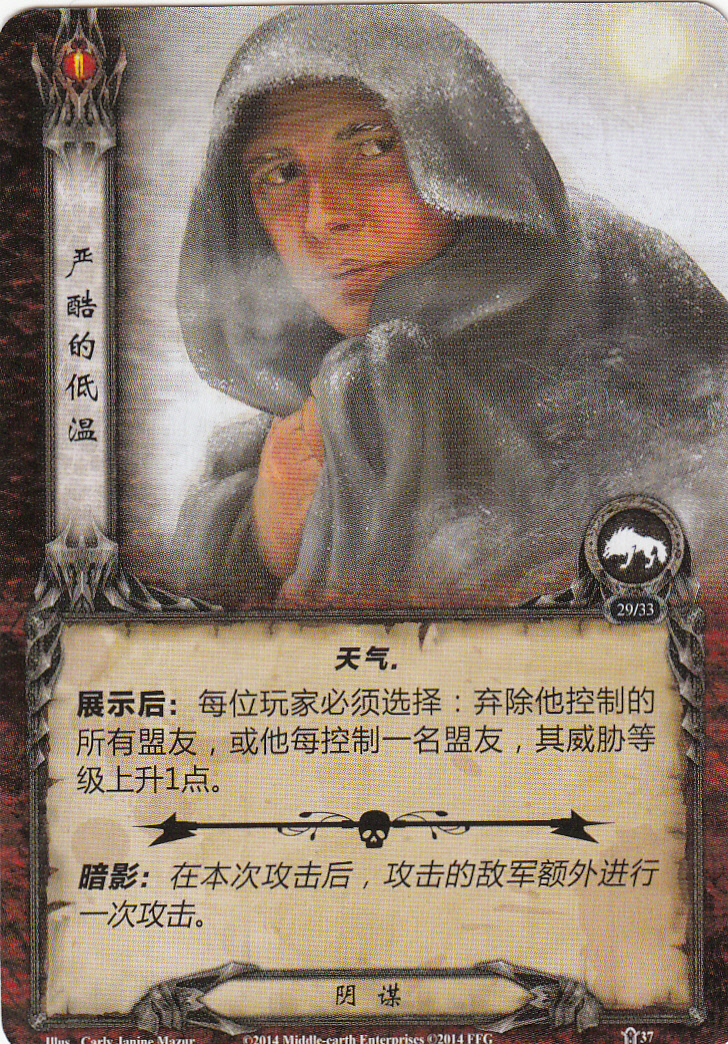 严酷的低温
29/33
天气.
展示后：每位玩家必须选择：弃除他控制的
所有盟友，或他每控制一名盟友，其威胁等
级上升1点。
暗影：在本次攻击后，攻击的敌军额外进行
一次攻击。
阴谋
Illus. Carly Janine Mazur
©2014 Middle-earth Enterprises ©2014 FFG
37